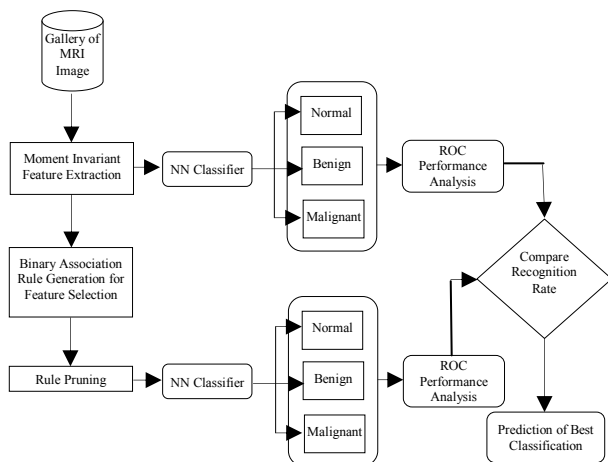 Gallery of
MRI
Image
Moment Invariant
Feature Extraction
NN Classifier
Normal
Benign
Malignant
ROC
Performance
Analysis
Compare
Recognition
Rate
Binary Association
Rule Generation for
Feature Selection
Rule Pruning
NN Classifier
Normal
Benign
Malignant
ROC
Performance
Analysis
Prediction of Best
Classification